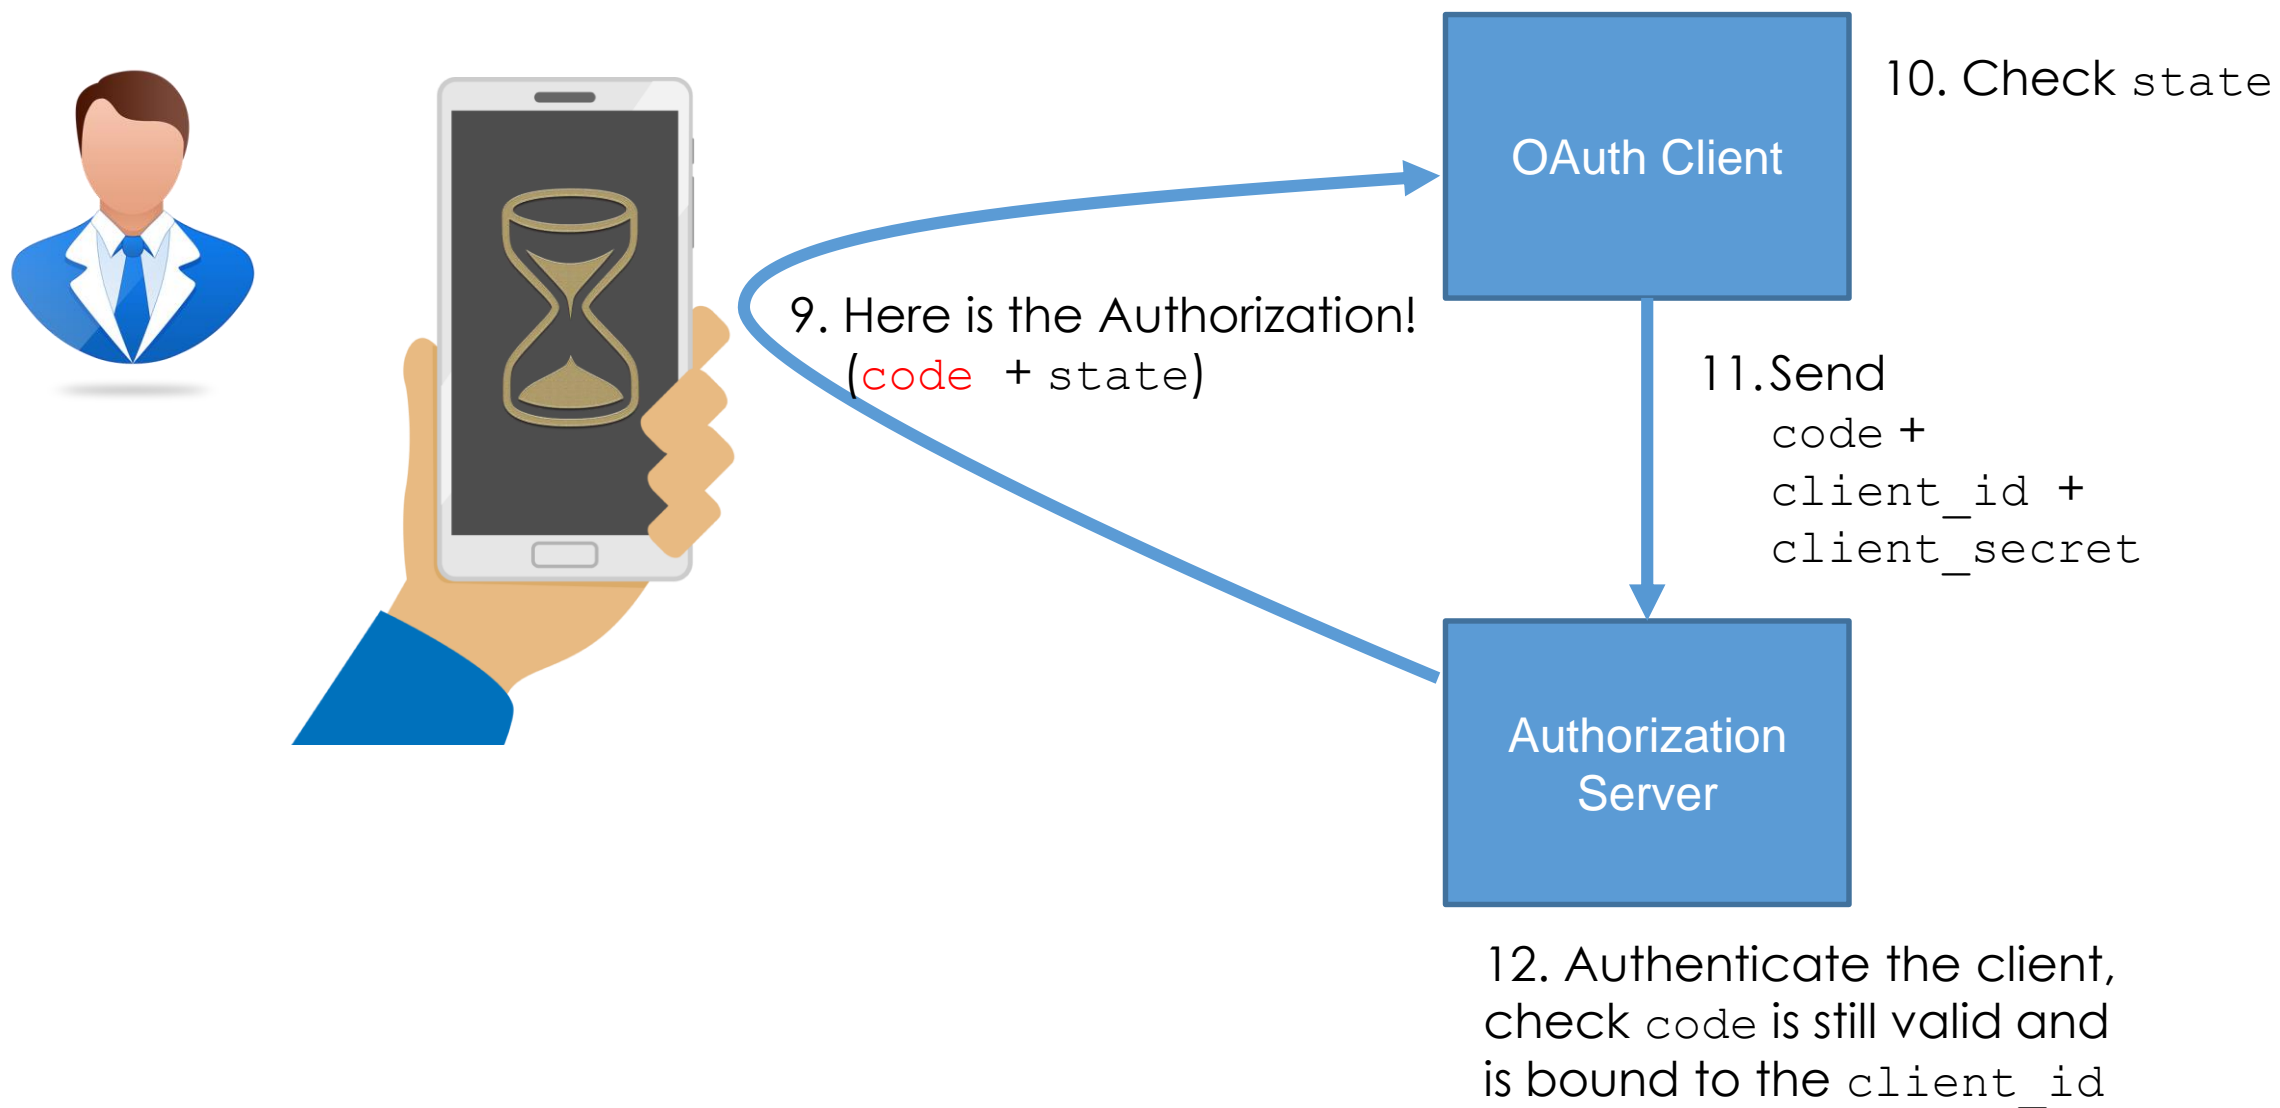 OAuth Client
10. Check state
9. Here is the Authorization!
(code + state)
11. Send
code +
client_id +
client_secret
Authorization
Server
12. Authenticate the client,
check code is still valid and
is bound to the client_id